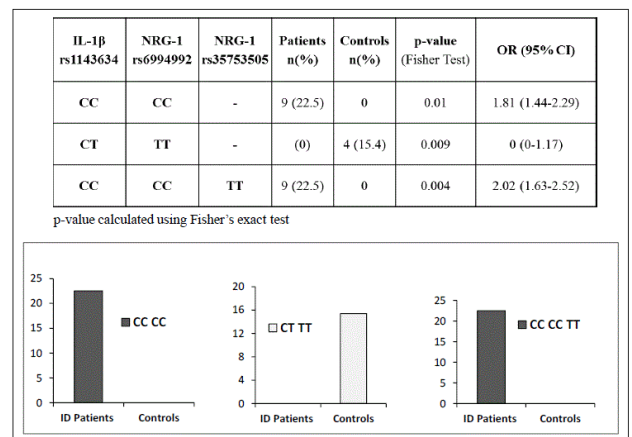 IL-1β NRG-1 NRG-1 Patients Controls p-value OR (95% CI)
rs1143634 rs6994992 rs35753505 n(%) n(%) (Fisher Test)
CC CC - 9 (22.5) 0 0.01 1.81 (1.44-2.29)
CT TT - (0) 4 (15.4) 0.009 0 (0-1.17)
CC CC TT 9 (22.5) 0 0.004 2.02 (1.63-2.52)
p-value calculated using Fisher's exact test
25
20
15
10
5
0
CC CC
ID Patients Controls
20
16
12
8
4
0
CT TT
ID Patients Controls
25
20
15
10
5
0
CC CC TT
ID Patients Controls